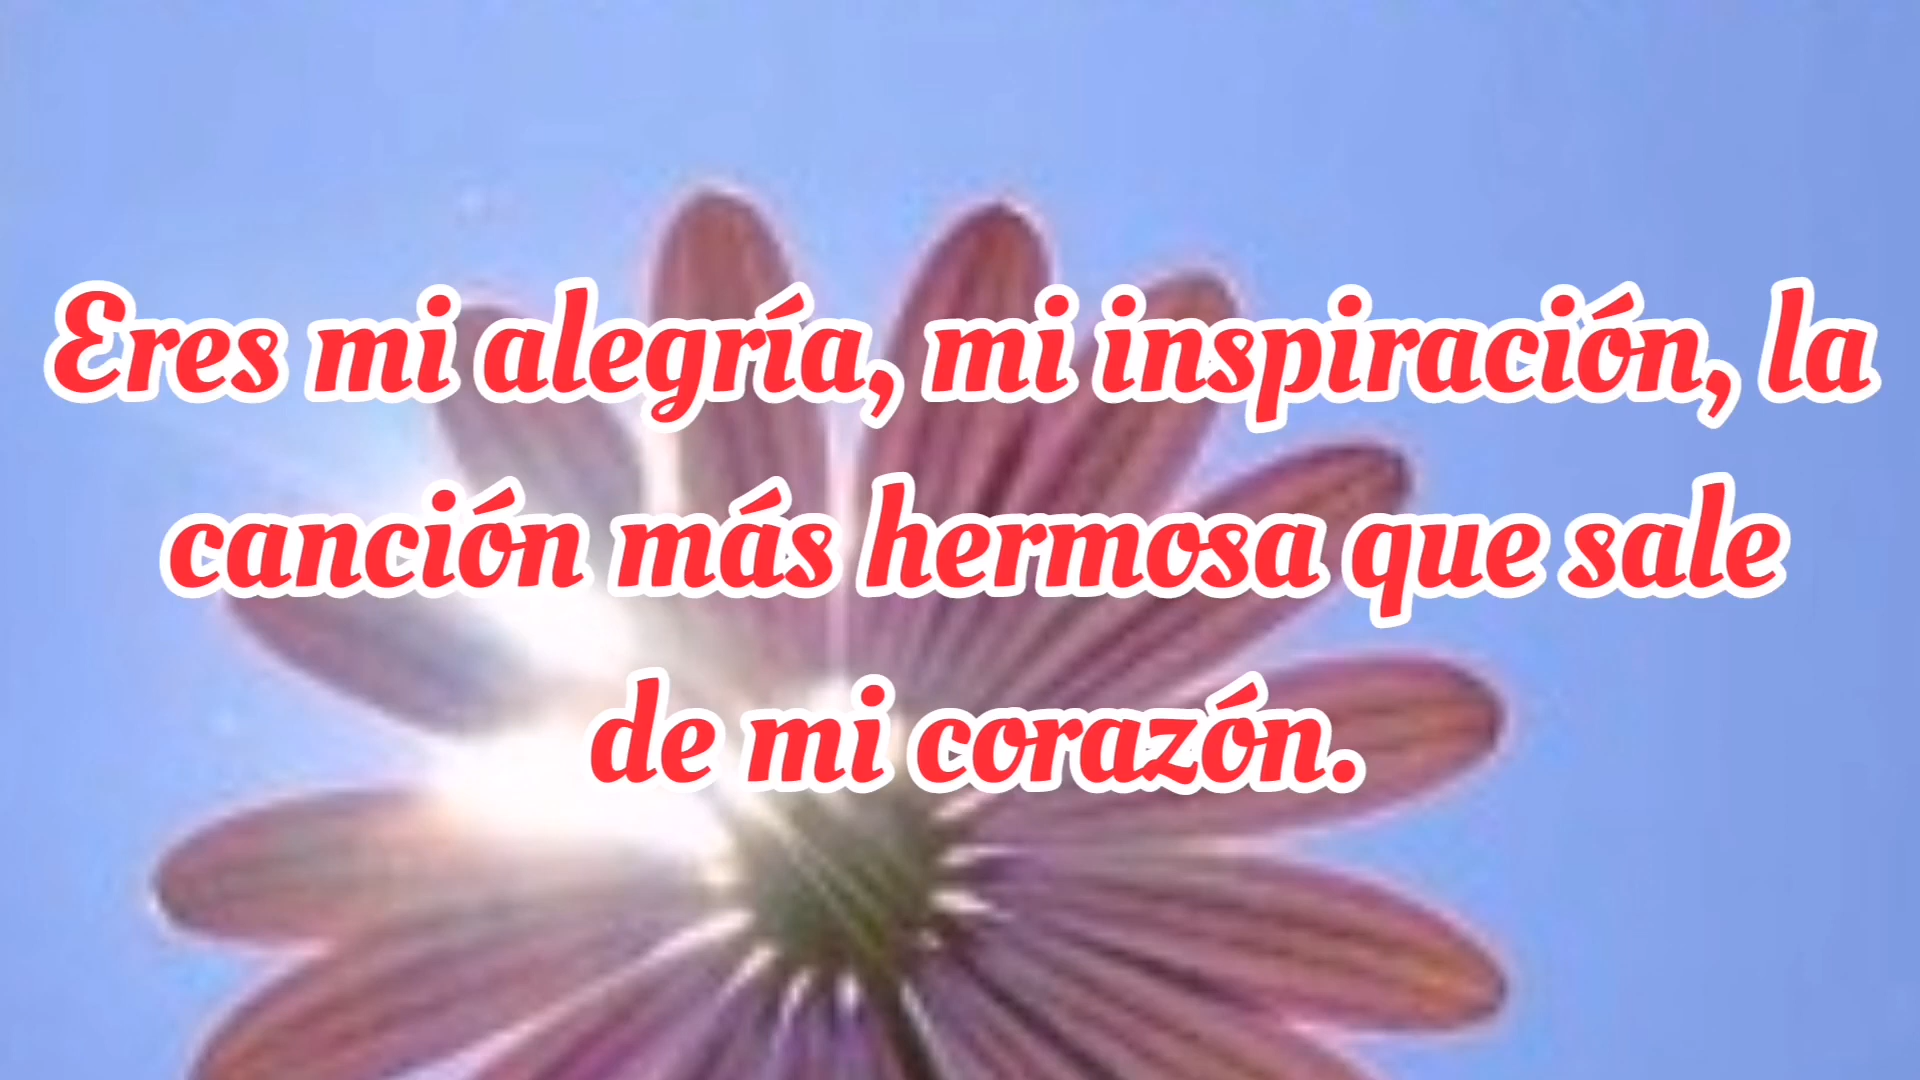 Eres mi alegría, mi inspiración, la
canción más hermosa que sale
de mi corazón.